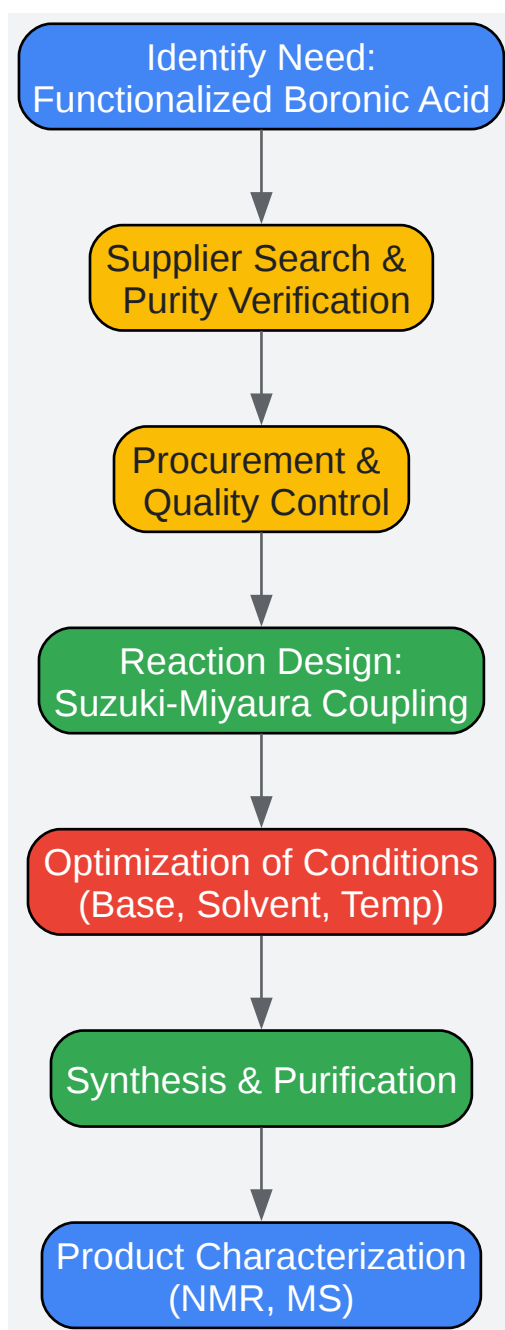 Identify Need:
Functionalized Boronic Acid
Supplier Search &
Purity Verification
Procurement &
Quality Control
Reaction Design:
Suzuki-Miyaura Coupling
Optimization of Conditions
(Base, Solvent, Temp)
Synthesis & Purification
Product Characterization
(NMR, MS)